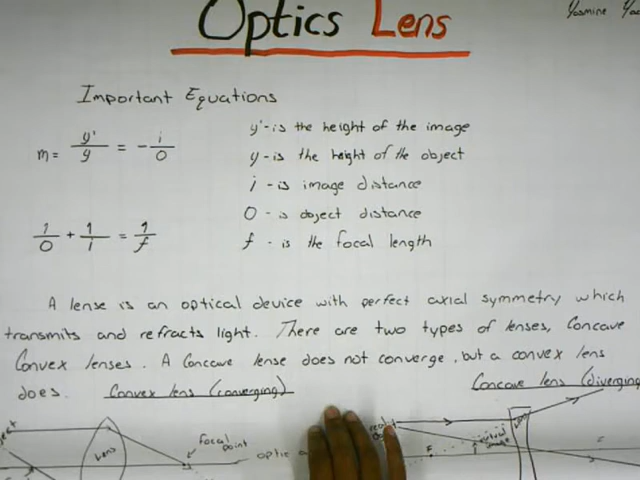 Optics Lens
Yasmine
Important Equations
m = y'/y = - i/O
y' - is the height of the image
y - is the height of the object
i - is image distance
O - is object distance
1/O + 1/i = 1/f
f - is the focal length
A lense is an optical device with perfect axial symmetry which
transmits and refracts light. There are two types of lenses, Concave
Convex lenses. A Concave lense does not converge, but a convex lens
does.
Convex lens (converging)
Concave lens (diverging
Lens
focal point
optic
Lens
F